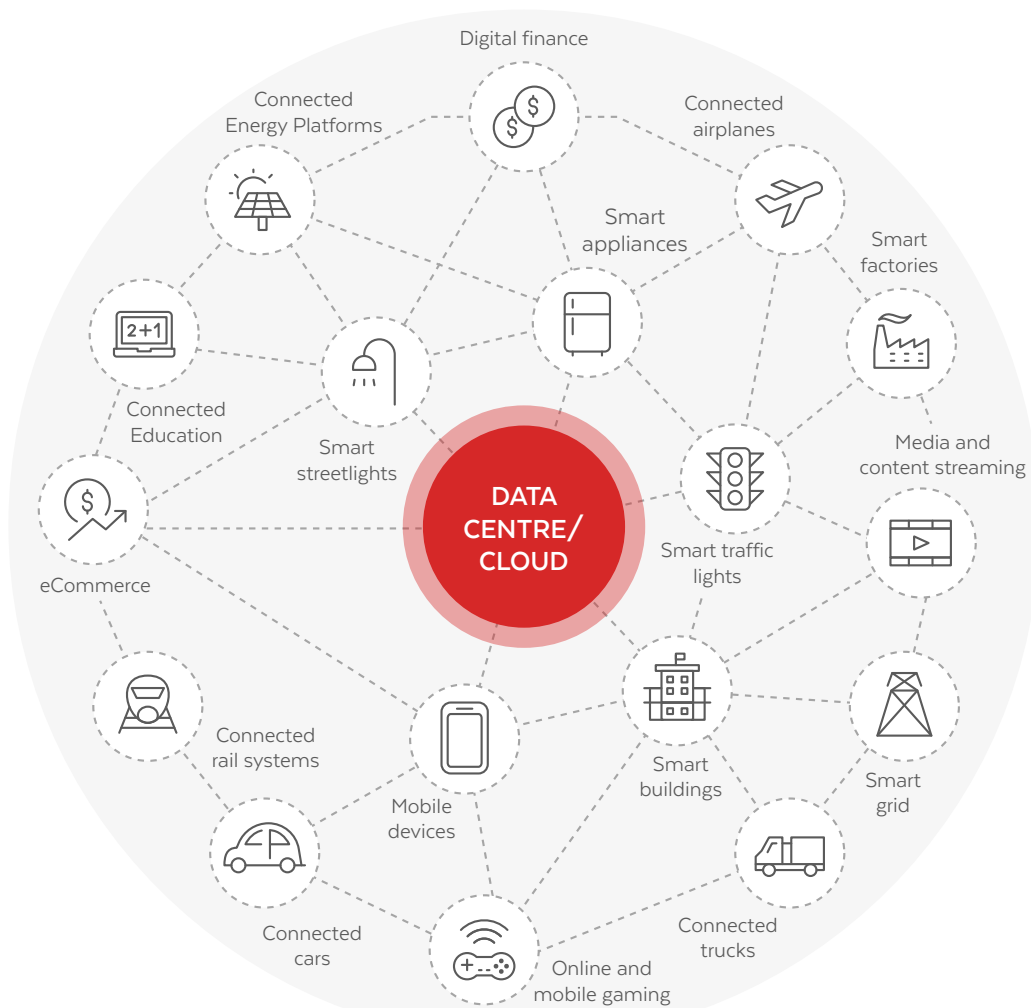 Digital finance
Connected
Energy Platforms
Connected
airplanes
$
$
Smart
appliances
Smart
factories
2+1
Connected
Education
Smart
streetlights
Media and
content streaming
$
DATA
CENTRE/
CLOUD
Smart traffic
lights
eCommerce
Connected
rail systems
Mobile
devices
Smart
buildings
Smart
grid
Connected
cars
Online and
mobile gaming
Connected
trucks